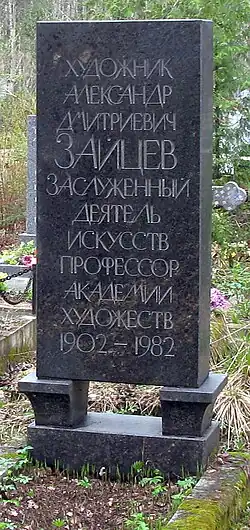 ХУДОЖНИК
АЛЕКСАНДР
ДМИТРИЕВИЧ
ЗАЙЦЕВ
ЗАСЛУЖЕННЫЙ
ДЕЯТЕЛЬ
ИСКУССТВ
ПРОФЕССОР
АКАДЕМИИ
ХУДОЖЕСТВ
1902 – 1982